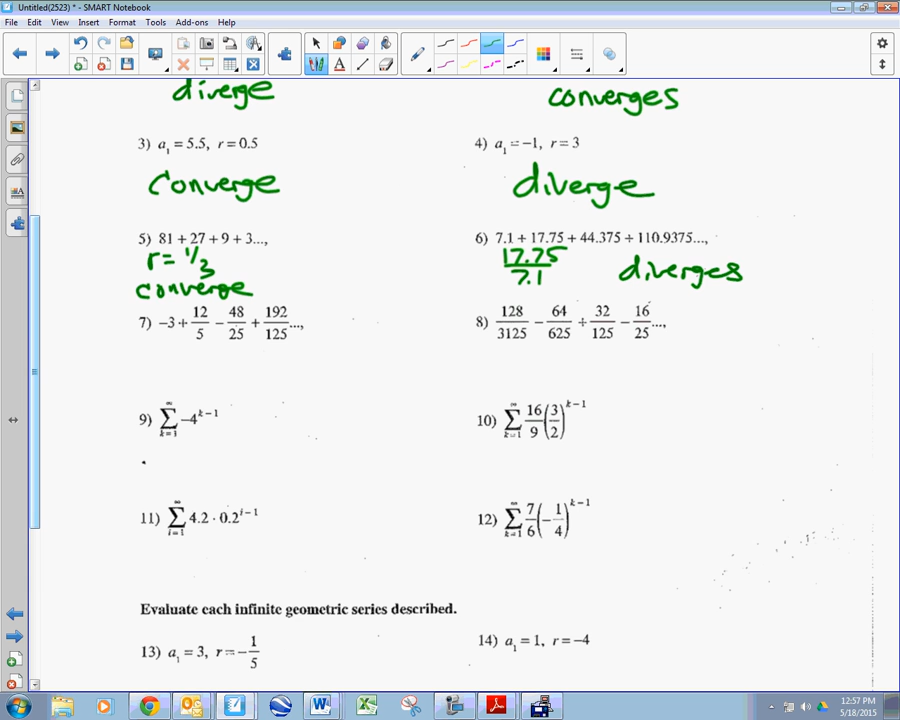 Untitled(2523) * - SMART Notebook
File Edit View Insert Format Tools Add-ons Help
diverge
converges
3) a₁ = 5.5, r = 0.5
4) a₁ = −1, r = 3
converge
diverge
5) 81 + 27 + 9 + 3...,
6) 7.1 + 17.75 + 44.375 + 110.9375...,
r = 1/3
17.75/7.1
diverges
converge
7) −3 + 12/5 − 48/25 + 192/125...,
8) 128/3125 − 64/625 + 32/125 − 16/25...,
9) ∑_{k=1}^{∞} −4^{k−1}
10) ∑_{k=1}^{∞} 16/9 (3/2)^{k−1}
11) ∑_{i=1}^{∞} 4.2 · 0.2^{i−1}
12) ∑_{k=1}^{∞} 7/6 (−1/4)^{k−1}
Evaluate each infinite geometric series described.
13) a₁ = 3, r = −1/5
14) a₁ = 1, r = −4
12:57 PM
5/18/2015